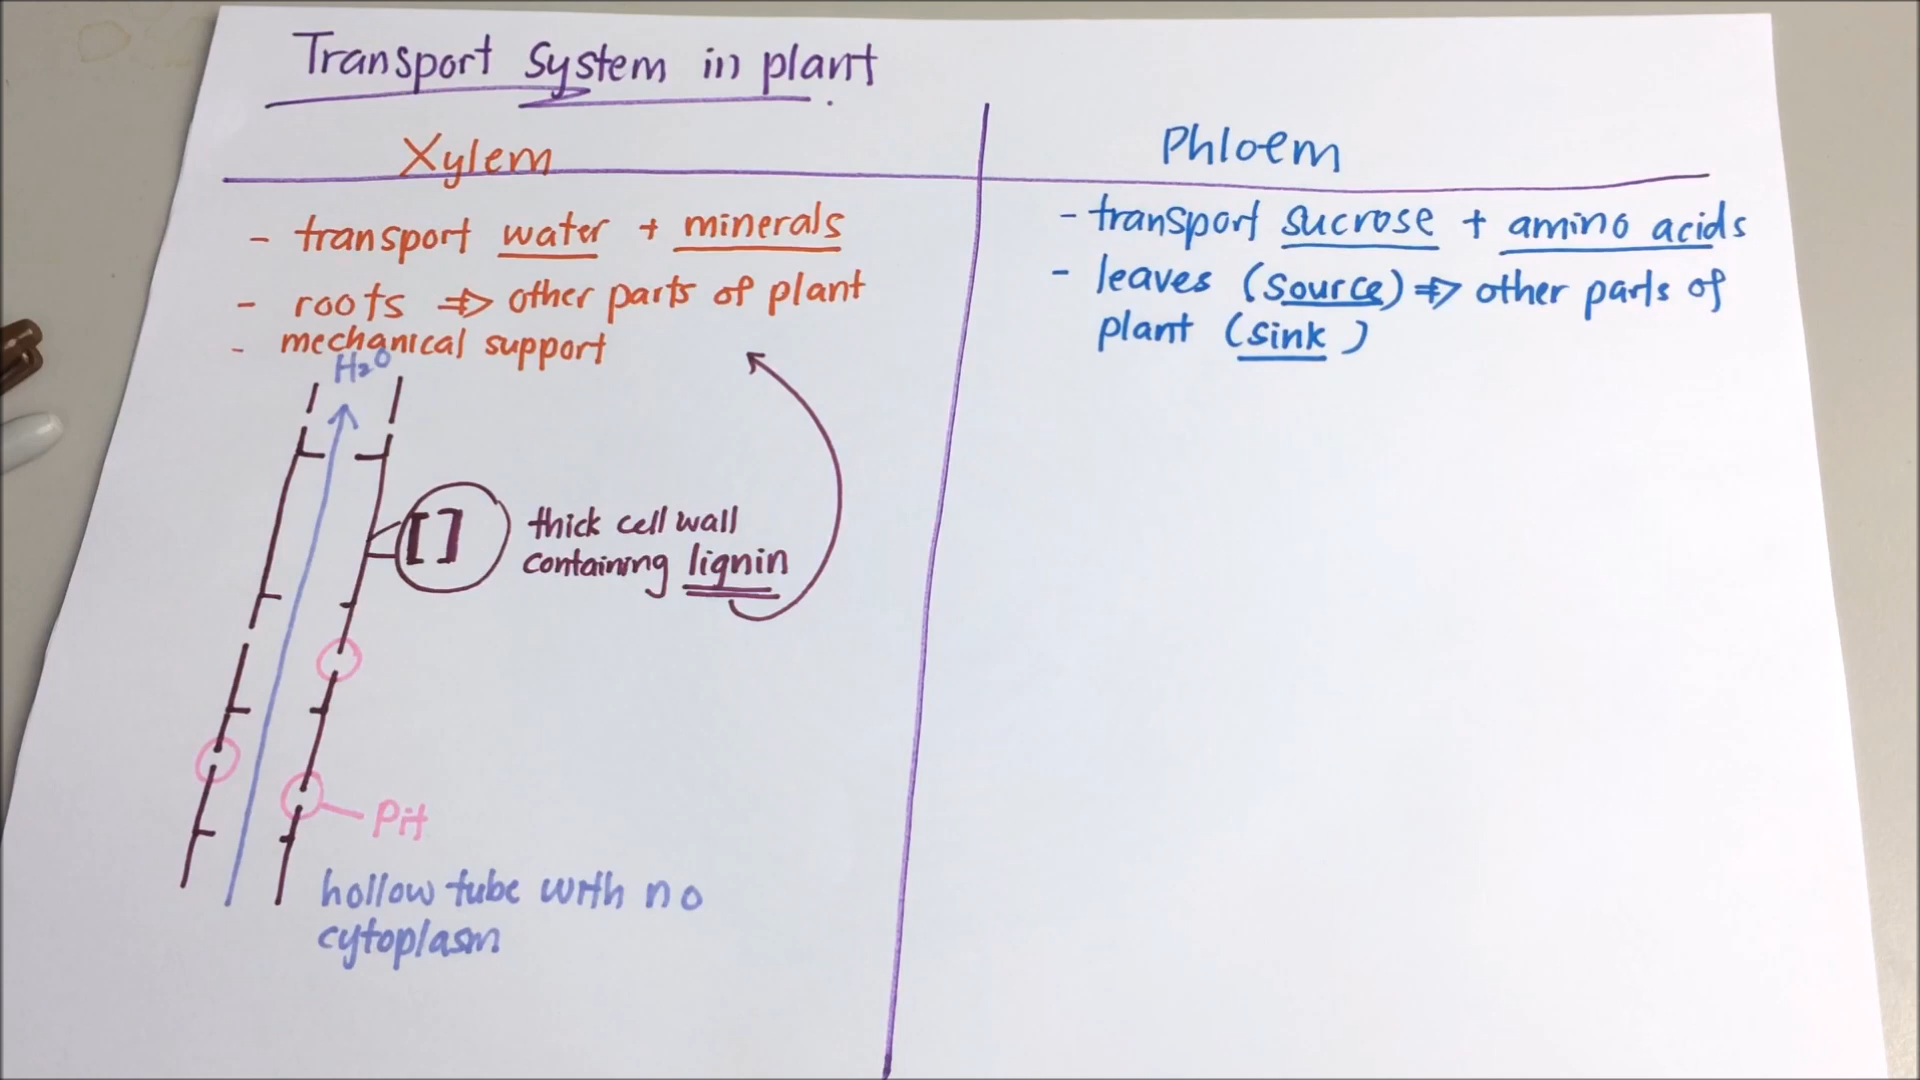 Transport System in plant
Xylem
- transport water + minerals
- roots ⇒ other parts of plant
- mechanical support
H₂O
thick cell wall
containing lignin
Pit
hollow tube with no
cytoplasm
Phloem
- transport sucrose + amino acids
- leaves (source) ⇒ other parts of
plant (sink)